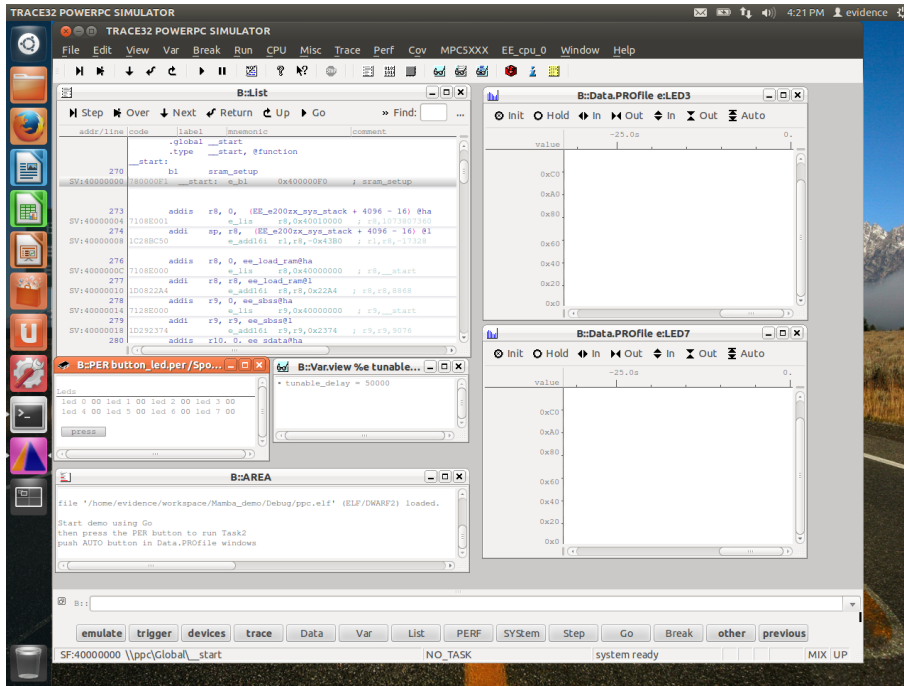 TRACE32 POWERPC SIMULATOR
4:21 PM evidence
TRACE32 POWERPC SIMULATOR
File Edit View Var Break Run CPU Misc Trace Perf Cov MPC5XXX EE_cpu_0 Window Help
B::List
Step Over Next Return Up Go » Find: ...
addr/line code label mnemonic comment
.global __start
.type __start, @function
__start:
270 bl sram_setup
SV:40000000 780000F1 __start: e_bl 0x400000F0 ; sram_setup
273 addis r8, 0, (EE_e200zx_sys_stack + 4096 - 16) @ha
SV:40000004 7108E001 e_lis r8,0x40010000 ; r8,1073807360
274 addi sp, r8, (EE_e200zx_sys_stack + 4096 - 16) @l
SV:40000008 1C28BC50 e_add16i r1,r8,-0x43B0 ; r1,r8,-17328
276 addis r8, 0, ee_load_ram@ha
SV:4000000C 7108E000 e_lis r8,0x40000000 ; r8,__start
277 addi r8, r8, ee_load_ram@l
SV:40000010 1D0822A4 e_add16i r8,r8,0x22A4 ; r8,r8,8868
278 addis r9, 0, ee_sbss@ha
SV:40000014 7128E000 e_lis r9,0x40000000 ; r9,__start
279 addi r9, r9, ee_sbss@l
SV:40000018 1D292374 e_add16i r9,r9,0x2374 ; r9,r9,9076
280 addis r10, 0, ee_sdata@ha
B::PER button_led.per /Spo...
Leds
led 0 00 led 1 00 led 2 00 led 3 00
led 4 00 led 5 00 led 6 00 led 7 00
press
B::Var.view %e tunable...
• tunable_delay = 50000
B::AREA
file '/home/evidence/workspace/Mamba_demo/Debug/ppc.elf' (ELF/DWARF2) loaded.
Start demo using Go
then press the PER button to run Task2
push AUTO button in Data.PROfile windows
B::Data.PROfile e:LED3
Init Hold In Out In Out Auto
-25.0s 0.
value
0xC0
0xA0
0x80
0x60
0x40
0x20
0x0
B::Data.PROfile e:LED7
Init Hold In Out In Out Auto
-25.0s 0.
value
0xC0
0xA0
0x80
0x60
0x40
0x20
0x0
B::
emulate trigger devices trace Data Var List PERF SYStem Step Go Break other previous
SF:40000000 \\ppc\Global\__start NO_TASK system ready MIX UP